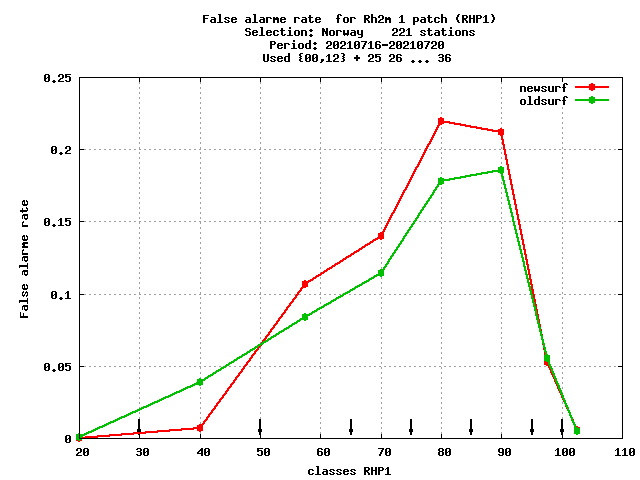 False alarme rate  for Rh2m 1 patch (RHP1)
Selection: Norway    221 stations
Period: 20210716-20210720
Used {00,12} + 25 26 ... 36
newsurf
oldsurf
False alarme rate
0.25
0.2
0.15
0.1
0.05
0
20 30 40 50 60 70 80 90 100 110
classes RHP1